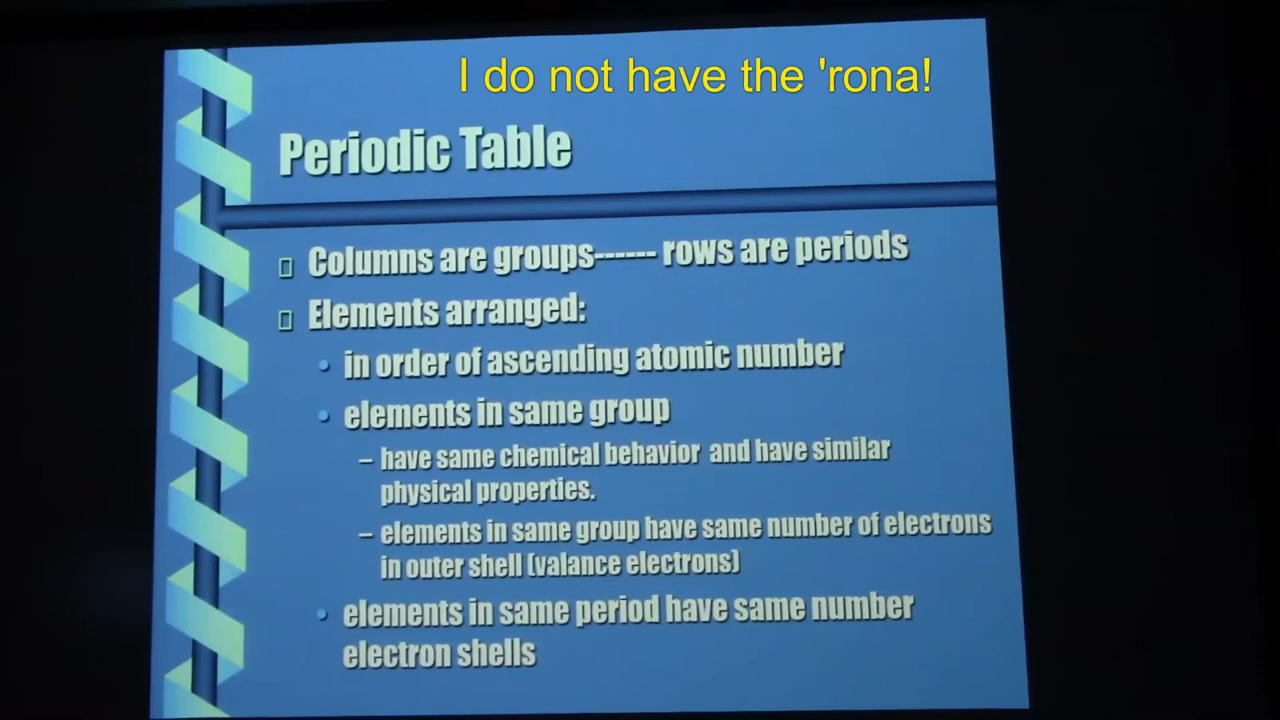 I do not have the 'rona!
Periodic Table
Columns are groups------ rows are periods
Elements arranged:
• in order of ascending atomic number
• elements in same group
– have same chemical behavior and have similar
physical properties.
– elements in same group have same number of electrons
in outer shell (valance electrons)
• elements in same period have same number
electron shells